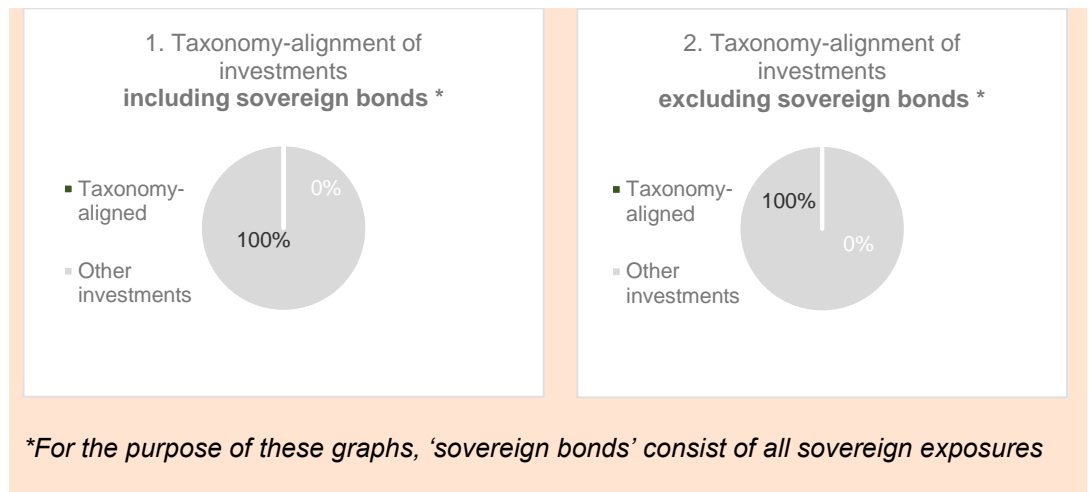 1. Taxonomy-alignment of
investments
including sovereign bonds *
Taxonomy-
aligned
Other
investments
0%
100%
2. Taxonomy-alignment of
investments
excluding sovereign bonds *
Taxonomy-
aligned
Other
investments
100%
0%
*For the purpose of these graphs, ‘sovereign bonds’ consist of all sovereign exposures